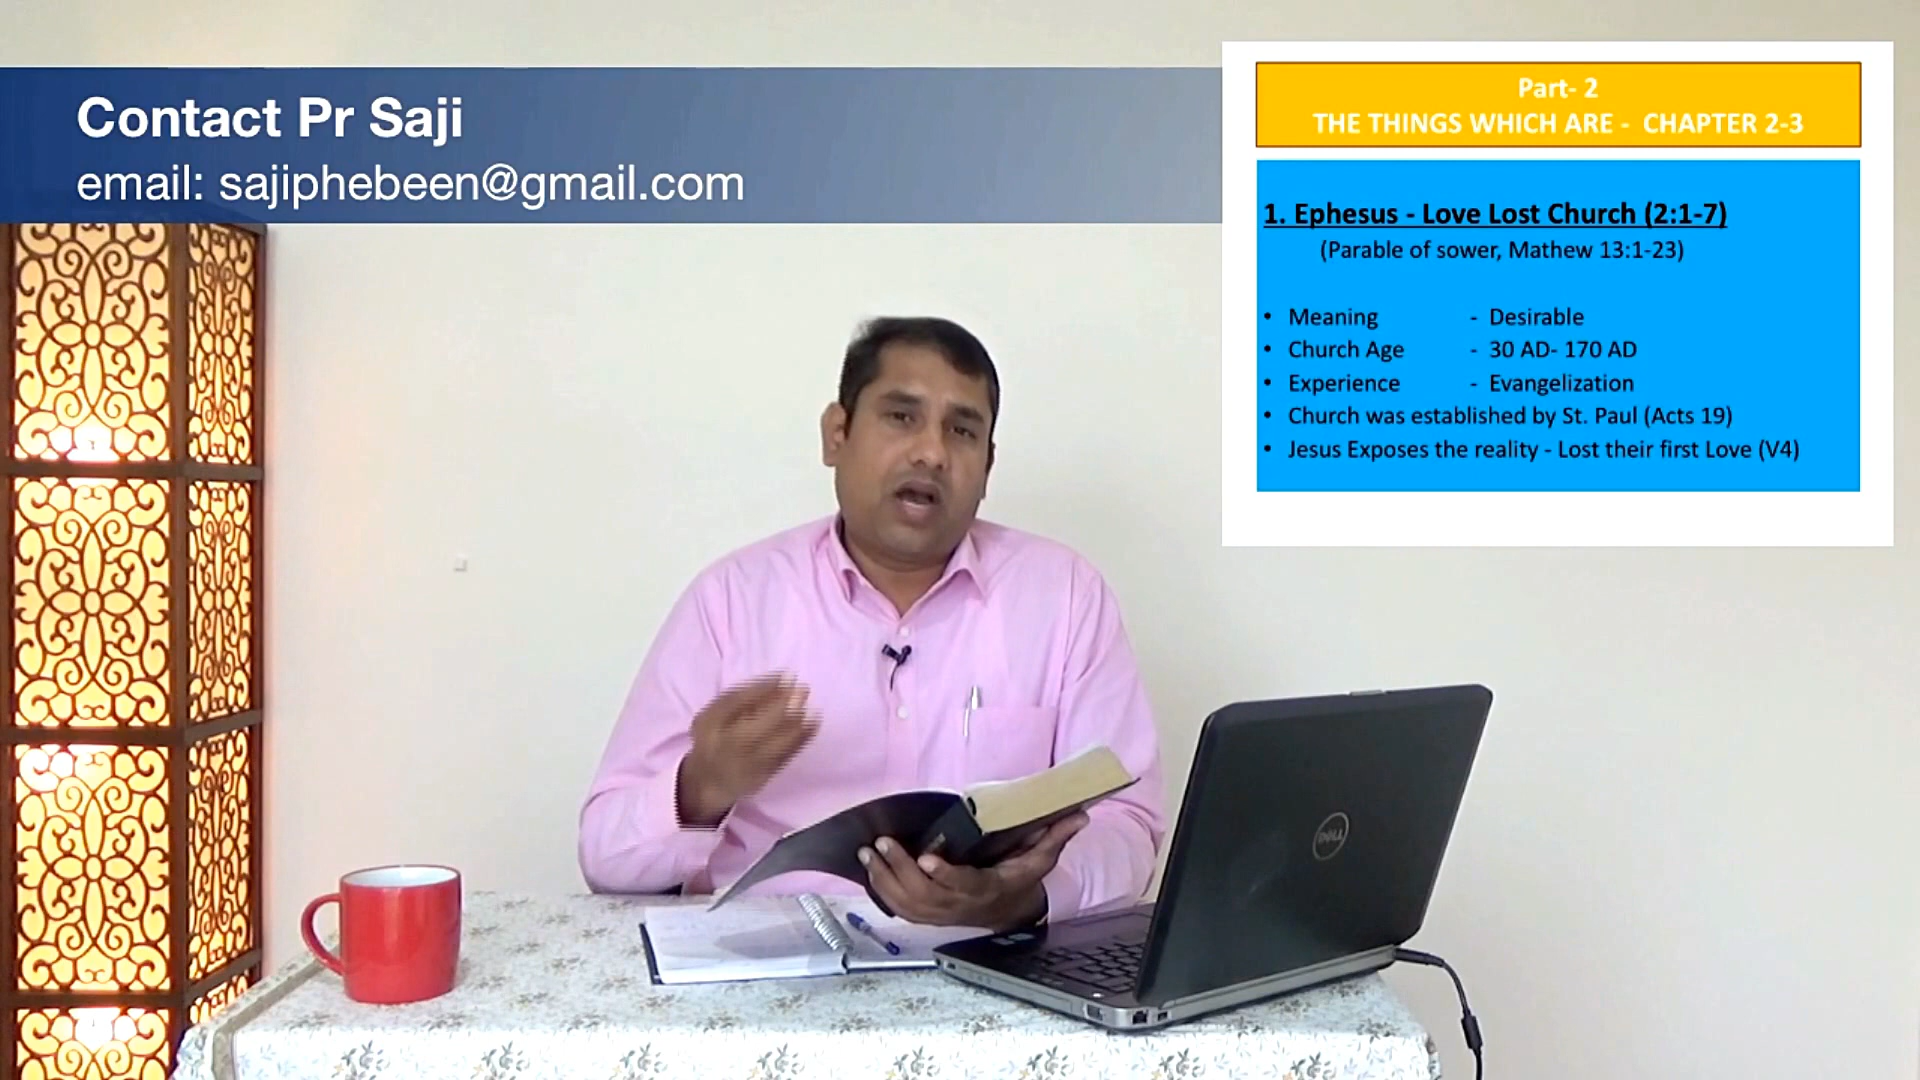 Contact Pr Saji
email: sajiphebeen@gmail.com
Part- 2
THE THINGS WHICH ARE - CHAPTER 2-3
1. Ephesus - Love Lost Church (2:1-7)
(Parable of sower, Mathew 13:1-23)
• Meaning - Desirable
• Church Age - 30 AD- 170 AD
• Experience - Evangelization
• Church was established by St. Paul (Acts 19)
• Jesus Exposes the reality - Lost their first Love (V4)
DELL